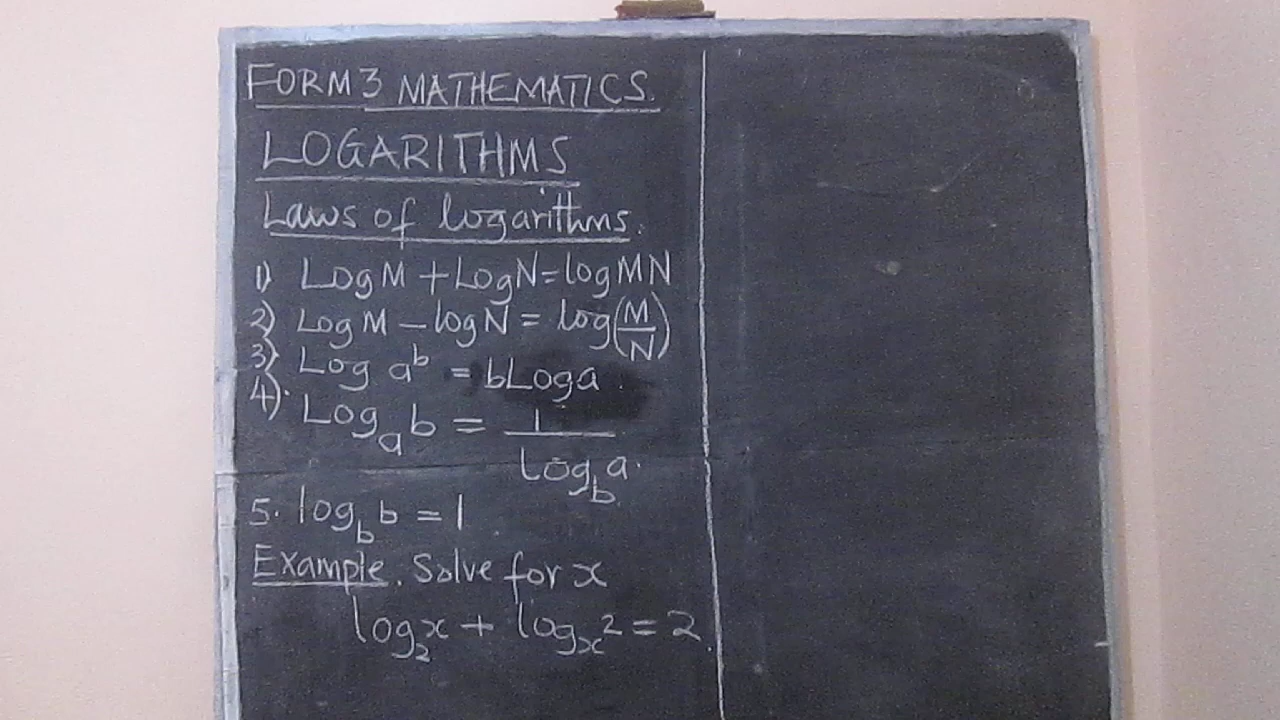 FORM 3 MATHEMATICS.
LOGARITHMS
Laws of logarithms.
1) Log M + Log N = log MN
2) Log M – log N = log(M/N)
3) Log a^b = b Log a
4). Log_a b = 1/log_b a.
5. log_b b = 1
Example. Solve for x
log_2 x + log_x 2 = 2.